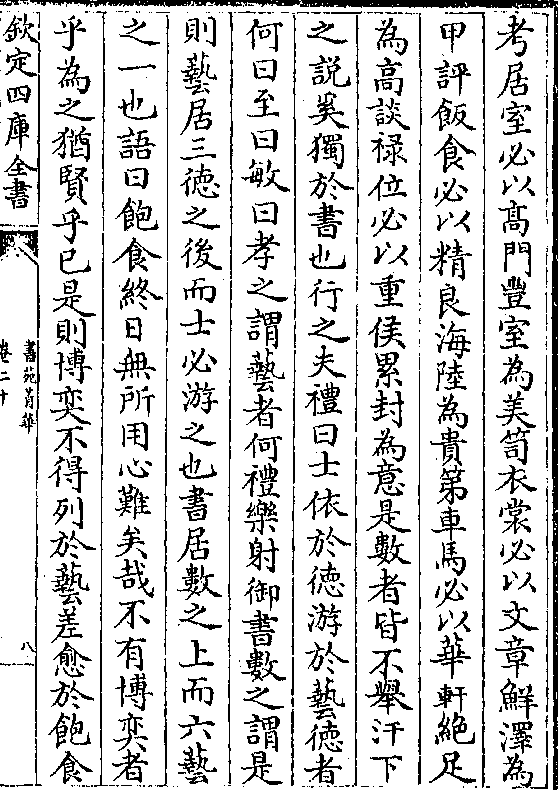 考居室必以髙門豐室為美笥衣裳必以文章鮮澤為
甲評飯食必以精良海陸為貴第車馬必以華軒絶足
為高談禄位必以重侯累封為意是數者皆不舉汗下
之説奚獨於書也行之夫禮曰士依於徳游於藝徳者
何曰至曰敏曰孝之謂藝者何禮樂射御書數之謂是
則藝居三徳之後而士必游之也書居數之上而六藝
之一也語曰飽食終日無所用心難矣哉不有博奕者
乎為之猶賢乎已是則博奕不得列於藝差愈於飽食
欽定四庫全書
書苑菁華
卷二十
八